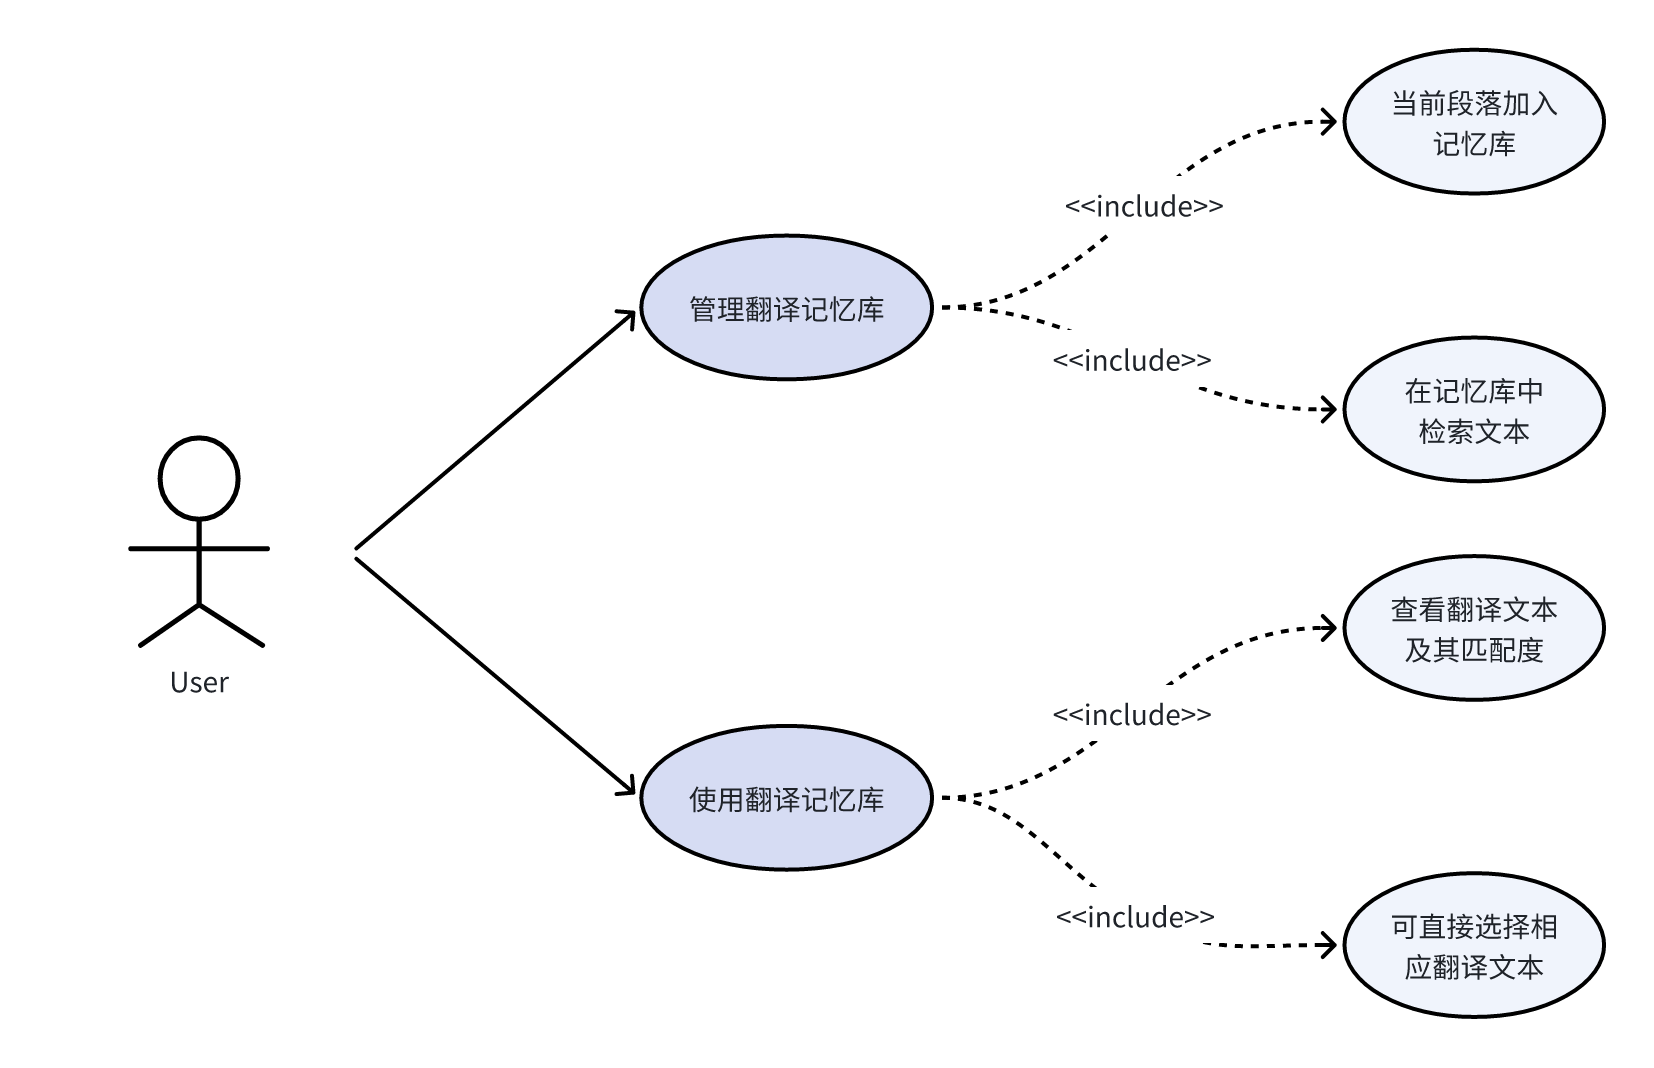 当前段落加入
记忆库
<<include>>
管理翻译记忆库
<<include>>
在记忆库中
检索文本
User
查看翻译文本
及其匹配度
<<include>>
使用翻译记忆库
<<include>>
可直接选择相
应翻译文本